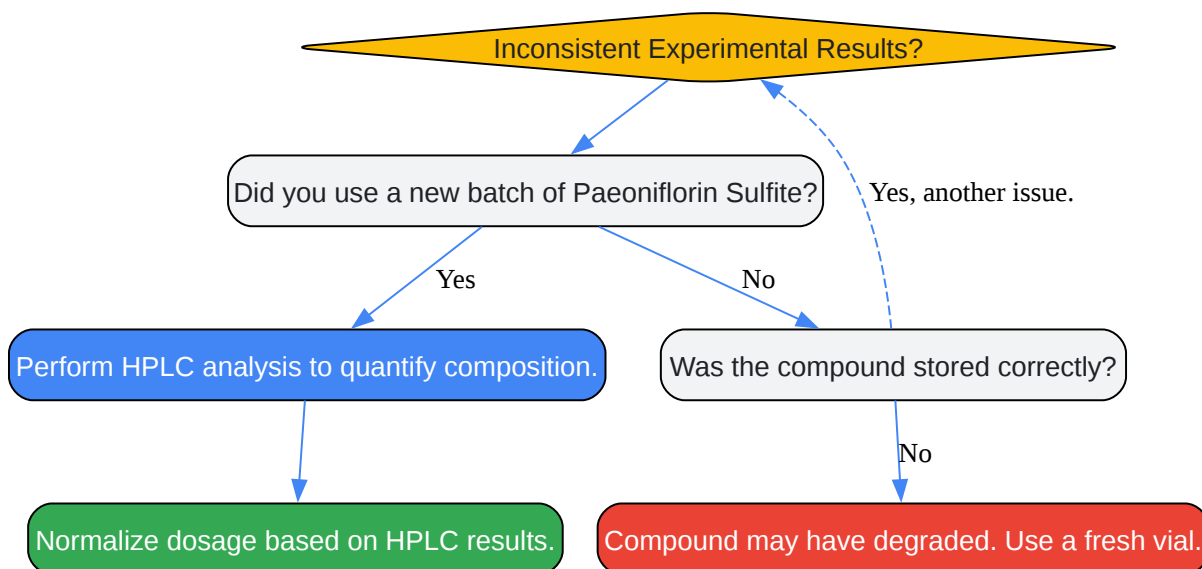 Inconsistent Experimental Results?
Did you use a new batch of Paeoniflorin Sulfite?
Yes, another issue.
Yes
No
Perform HPLC analysis to quantify composition.
Was the compound stored correctly?
No
Normalize dosage based on HPLC results.
Compound may have degraded. Use a fresh vial.